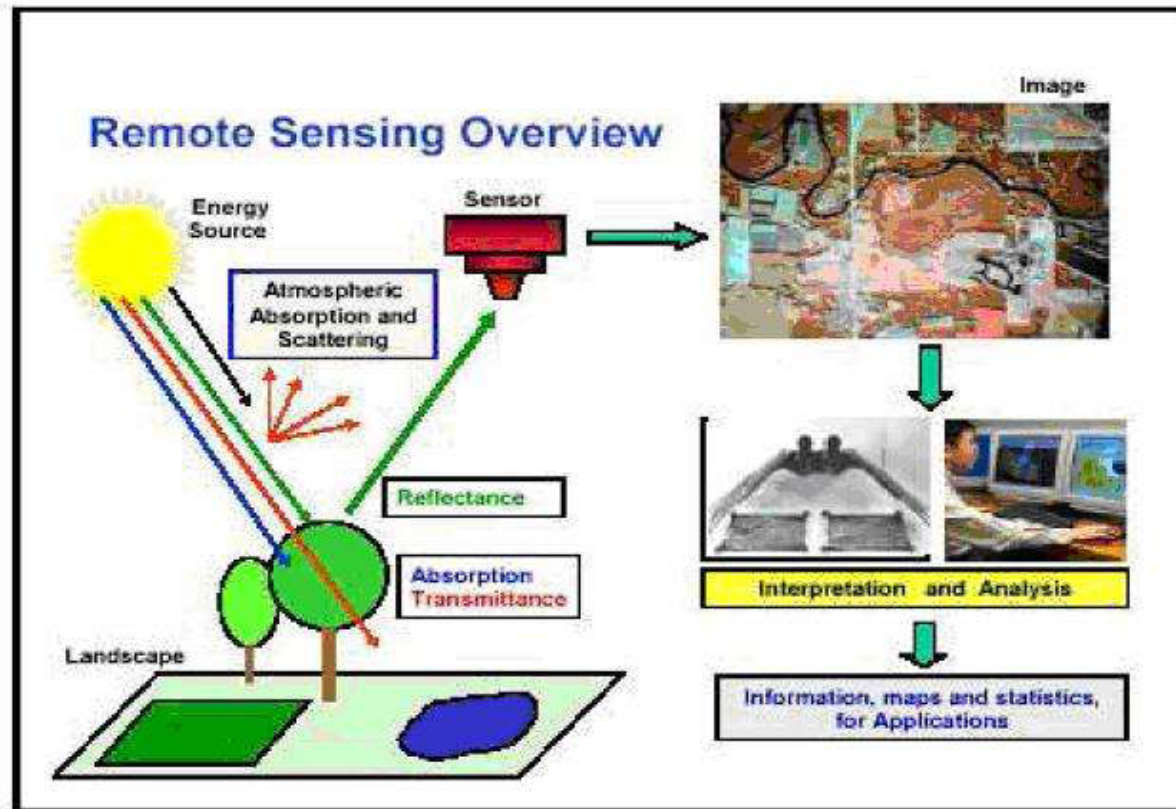 Image
Remote Sensing Overview
Energy
Source
Sensor
Atmospheric
Absorption and
Scattering
Reflectance
Absorption
Transmittance
Landscape
Interpretation and Analysis
Information, maps and statistics,
for Applications